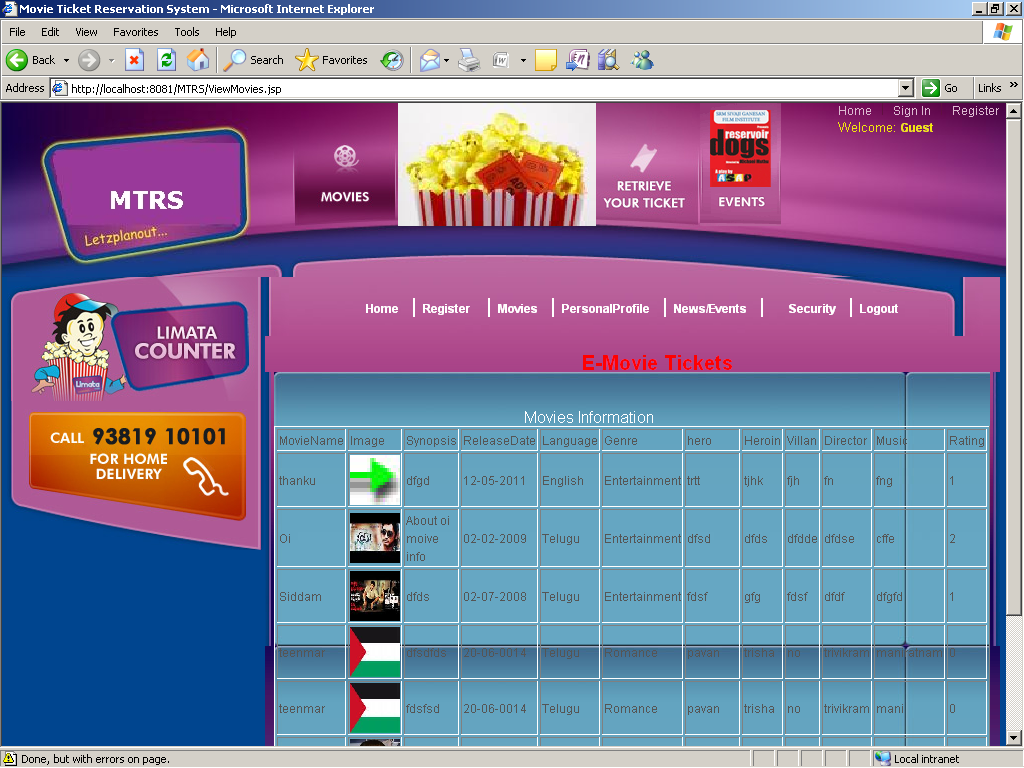 Movie Ticket Reservation System - Microsoft Internet Explorer
File Edit View Favorites Tools Help
Back Search Favorites
Address http://localhost:8081/MTRS/ViewMovies.jsp Go Links »
Home Sign In Register
Welcome: Guest
MTRS
Letzplanout...
MOVIES
RETRIEVE
YOUR TICKET
reservoir
dogs
ASAP
EVENTS
LIMATA
COUNTER
Limata
CALL 93819 10101
FOR HOME
DELIVERY
Home Register Movies PersonalProfile News/Events Security Logout
E-Movie Tickets
Movies Information
MovieName Image Synopsis ReleaseDate Language Genre hero Heroin Villan Director Music Rating
thanku dfgd 12-05-2011 English Entertainment trtt tjhk fjh fn fng 1
Oi About oi moive info 02-02-2009 Telugu Entertainment dfsd dfds dfdde dfdse cffe 2
Siddam dfds 02-07-2008 Telugu Entertainment fdsf gfg fdsf dfdf dfgfd 1
teenmar dfsdfds 20-06-0014 Telugu Romance pavan trisha no trivikram 0
teenmar fdsfsd 20-06-0014 Telugu Romance pavan trisha no trivikram mani 0
Done, but with errors on page. Local intranet